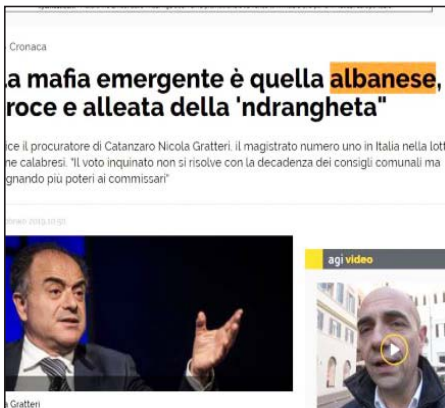 Cronaca
a mafia emergente è quella albanese,
roce e alleata della 'ndrangheta"
ice il procuratore di Catanzaro Nicola Gratteri, il magistrato numero uno in Italia nella lott
ne calabresi. "Il voto inquinato non si risolve con la decadenza dei consigli comunali ma
gnando più poteri ai commissari"
2019
agi video
Gratteri